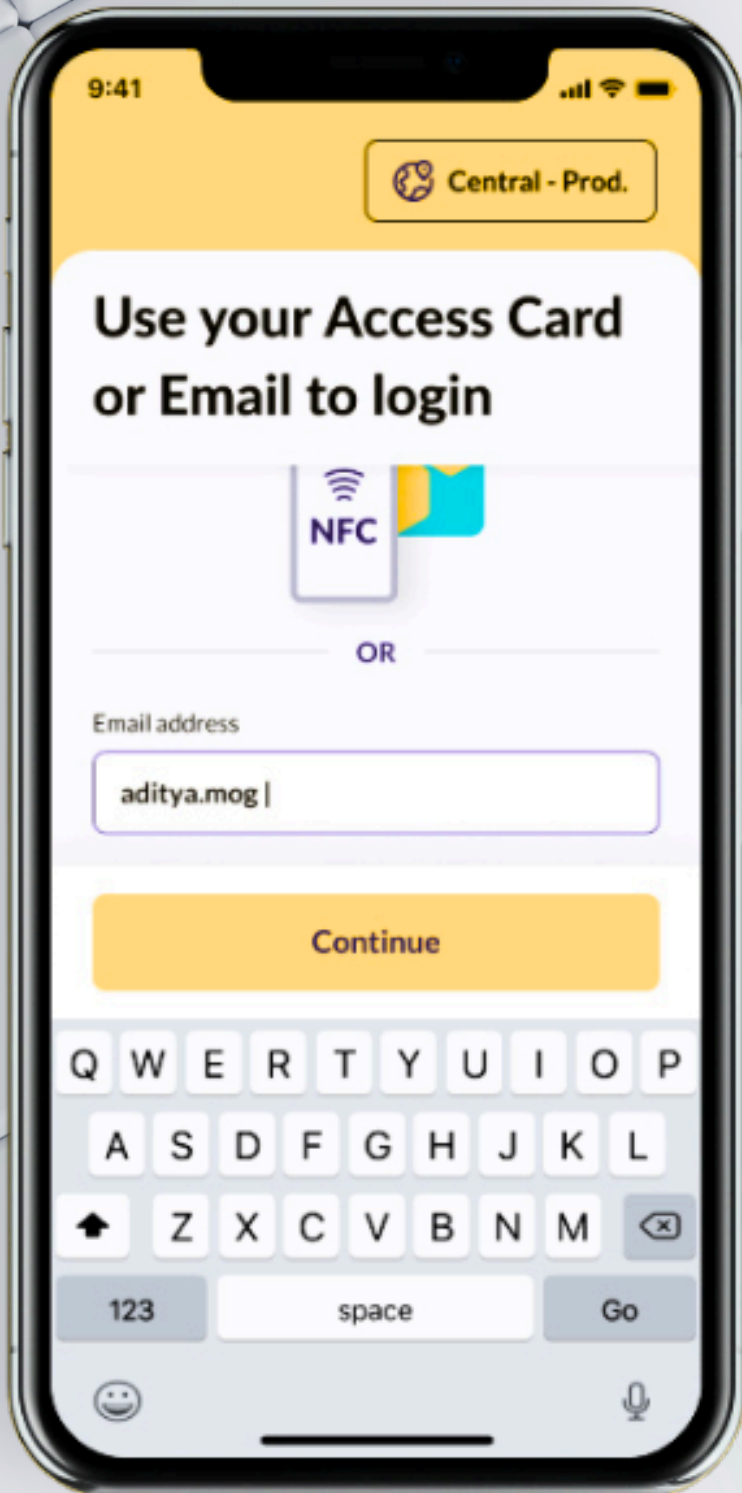 9:41
Central - Prod.
Use your Access Card
or Email to login
NFC
OR
Email address
aditya.mog
Continue
Q W E R T Y U I O P
A S D F G H J K L
Z X C V B N M
123 space Go